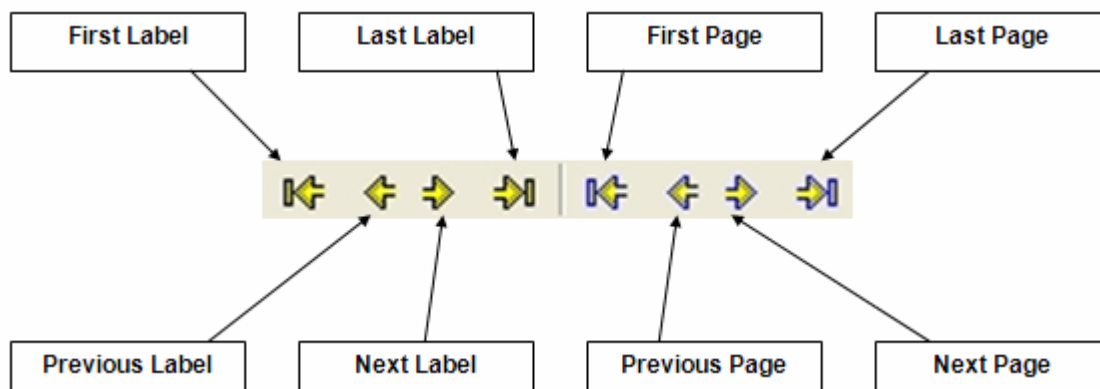 First Label
Last Label
First Page
Last Page
Previous Label
Next Label
Previous Page
Next Page